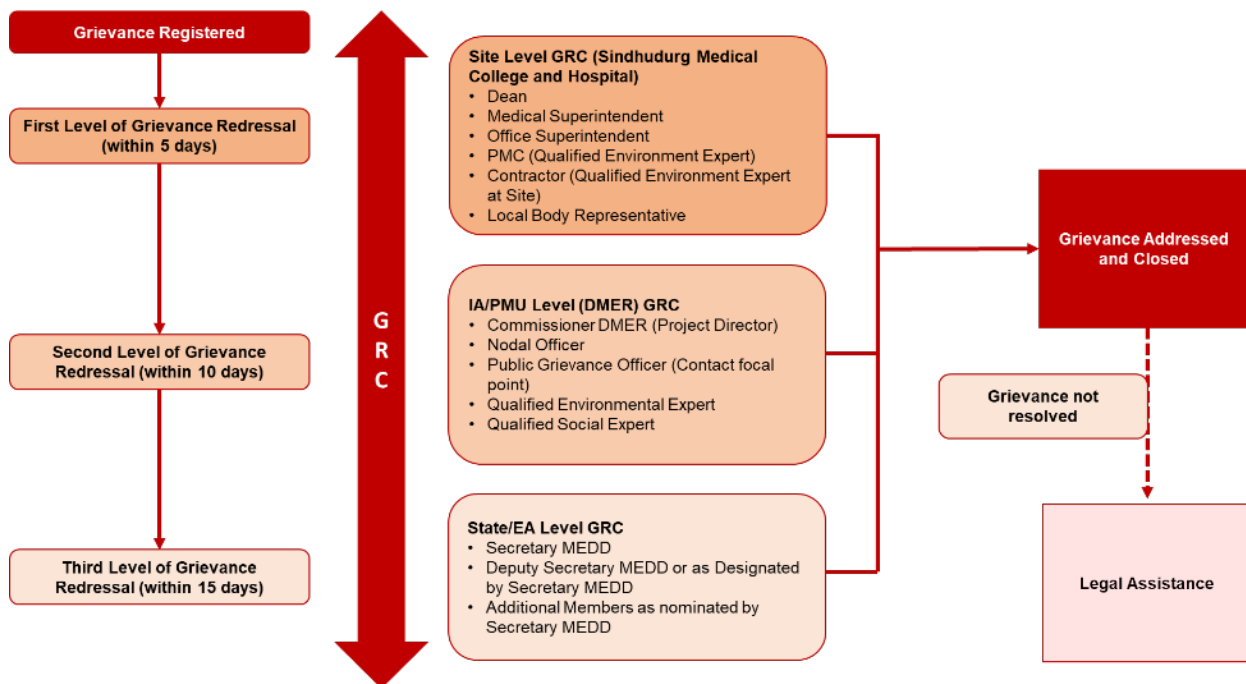 Grievance Registered
First Level of Grievance Redressal
(within 5 days)
Second Level of Grievance
Redressal (within 10 days)
Third Level of Grievance
Redressal (within 15 days)
G
R
C
Site Level GRC (Sindhudurg Medical
College and Hospital)
• Dean
• Medical Superintendent
• Office Superintendent
• PMC (Qualified Environment Expert)
• Contractor (Qualified Environment Expert
at Site)
• Local Body Representative
IA/PMU Level (DMER) GRC
• Commissioner DMER (Project Director)
• Nodal Officer
• Public Grievance Officer (Contact focal
point)
• Qualified Environmental Expert
• Qualified Social Expert
State/EA Level GRC
• Secretary MEDD
• Deputy Secretary MEDD or as Designated
by Secretary MEDD
• Additional Members as nominated by
Secretary MEDD
Grievance Addressed
and Closed
Grievance not
resolved
Legal Assistance